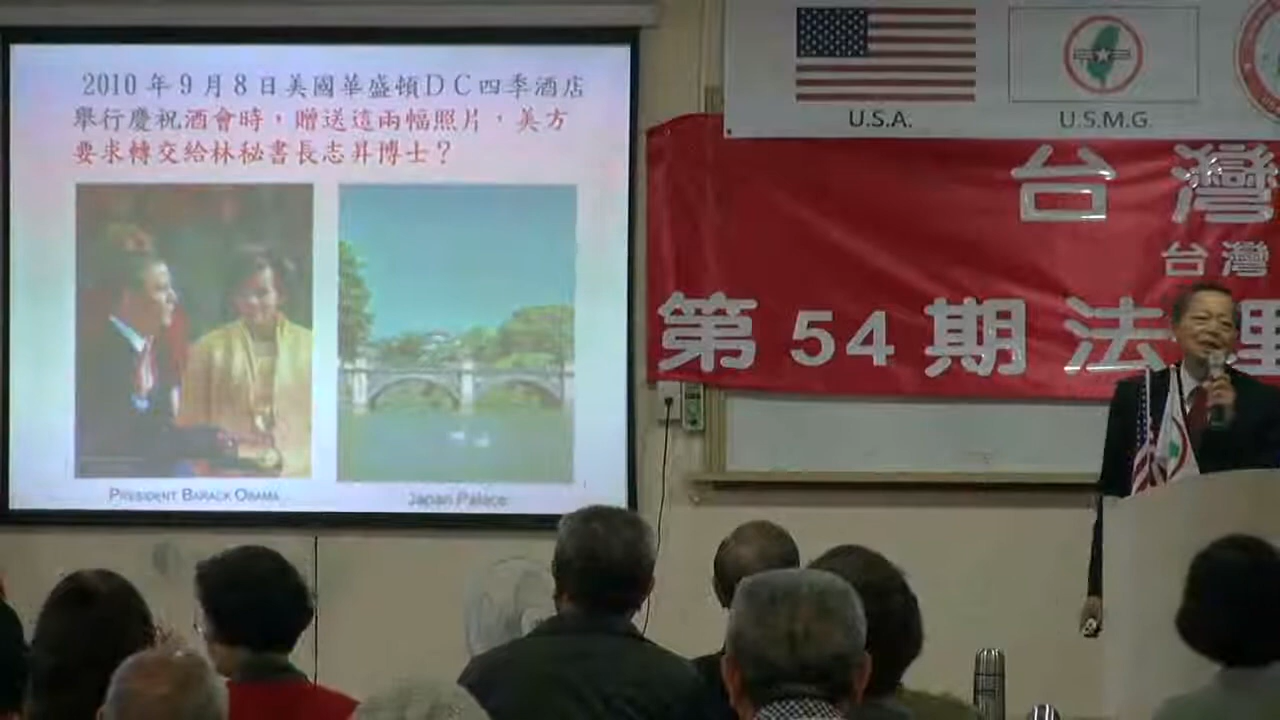 2010年9月8日美國華盛頓DC四季酒店
舉行慶祝酒會時，贈送這兩幅照片，美方
要求轉交給林秘書長志昇博士？
PRESIDENT BARACK OBAMA
Japan Palace
U.S.A.
U.S.M.G.
台灣
台灣
第54期法理